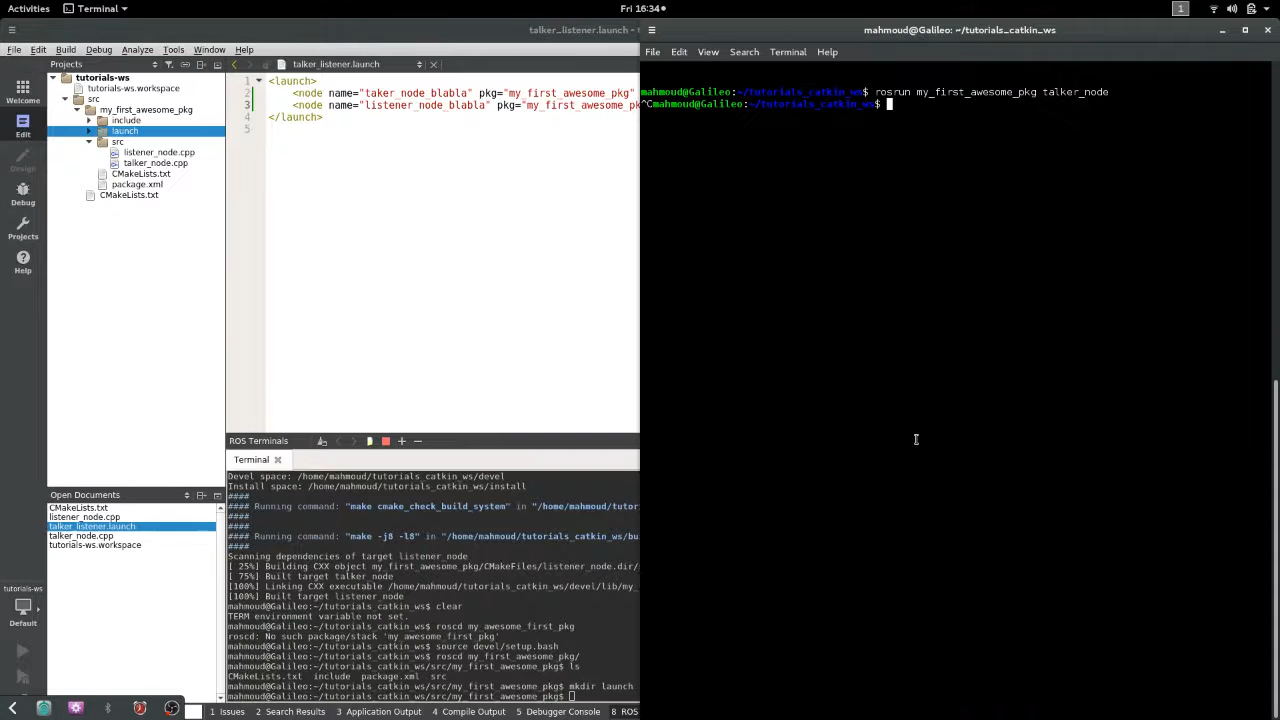 Activities Terminal Fri 16:34 1
talker_listener.launch -
mahmoud@Galileo: ~/tutorials_catkin_ws
File Edit Build Debug Analyze Tools Window Help
File Edit View Search Terminal Help
Projects
talker_listener.launch
Welcome
Edit
Design
Debug
Projects
Help
tutorials-ws
Default
tutorials-ws
tutorials-ws.workspace
src
my_first_awesome_pkg
include
launch
src
listener_node.cpp
talker_node.cpp
CMakeLists.txt
package.xml
CMakeLists.txt
Open Documents
CMakeLists.txt
listener_node.cpp
talker_listener.launch
talker_node.cpp
tutorials-ws.workspace
1 <launch>
2 <node name="taker_node_blabla" pkg="my_first_awesome_pkg"
3 <node name="listener_node_blabla" pkg="my_first_awesome_pk
4 </launch>
5
ROS Terminals
Terminal
Devel space: /home/mahmoud/tutorials_catkin_ws/devel
Install space: /home/mahmoud/tutorials_catkin_ws/install
####
#### Running command: "make cmake_check_build_system" in "/home/mahmoud/tutor
####
####
#### Running command: "make -j8 -l8" in "/home/mahmoud/tutorials_catkin_ws/bu
####
Scanning dependencies of target listener_node
[ 25%] Building CXX object my_first_awesome_pkg/CMakeFiles/listener_node.dir/
[ 75%] Built target talker_node
[100%] Linking CXX executable /home/mahmoud/tutorials_catkin_ws/devel/lib/my_
[100%] Built target listener_node
mahmoud@Galileo:~/tutorials_catkin_ws$ clear
TERM environment variable not set.
mahmoud@Galileo:~/tutorials_catkin_ws$ roscd my_awesome_first_pkg
roscd: No such package/stack 'my_awesome_first_pkg'
mahmoud@Galileo:~/tutorials_catkin_ws$ source devel/setup.bash
mahmoud@Galileo:~/tutorials_catkin_ws$ roscd my_first_awesome_pkg/
mahmoud@Galileo:~/tutorials_catkin_ws/src/my_first_awesome_pkg$ ls
CMakeLists.txt include package.xml src
mahmoud@Galileo:~/tutorials_catkin_ws/src/my_first_awesome_pkg$ mkdir launch
mahmoud@Galileo:~/tutorials_catkin_ws/src/my_first_awesome_pkg$
1 Issues 2 Search Results 3 Application Output 4 Compile Output 5 Debugger Console 8 ROS
mahmoud@Galileo:~/tutorials_catkin_ws$ rosrun my_first_awesome_pkg talker_node
^Cmahmoud@Galileo:~/tutorials_catkin_ws$